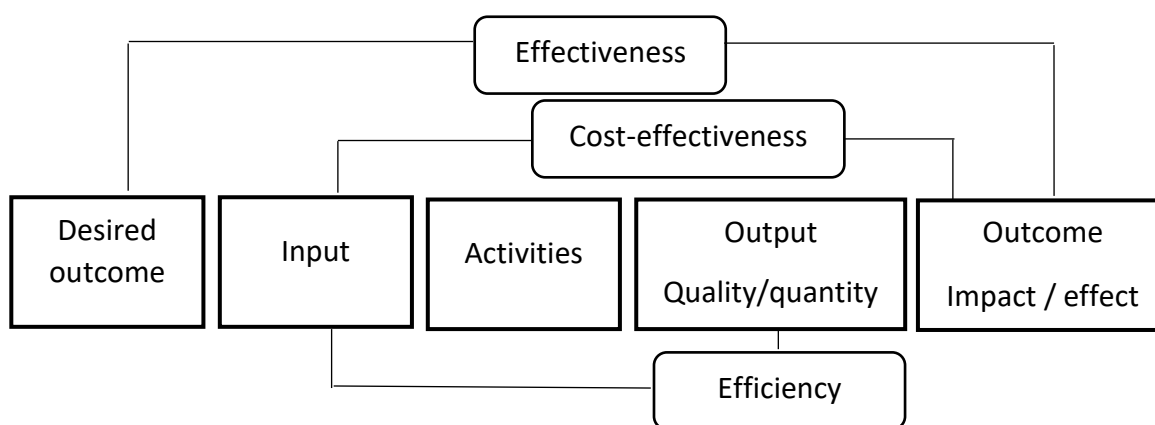 Effectiveness
Cost-effectiveness
Desired
outcome
Input
Activities
Output
Quality/quantity
Outcome
Impact / effect
Efficiency